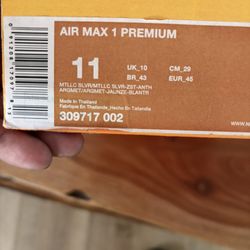 AIR MAX 1 PREMIUM
11 UK_10 CM_29
BR_43 EUR_45
MTLLC SLVR/MTLLC SLVR-ZST-ANTH
ARGMET/ARGMET-JAUNZE-BLANTR
Made in Thailand
Fabriqué En Thaïlande_Hecho En Tailandia
309717 002